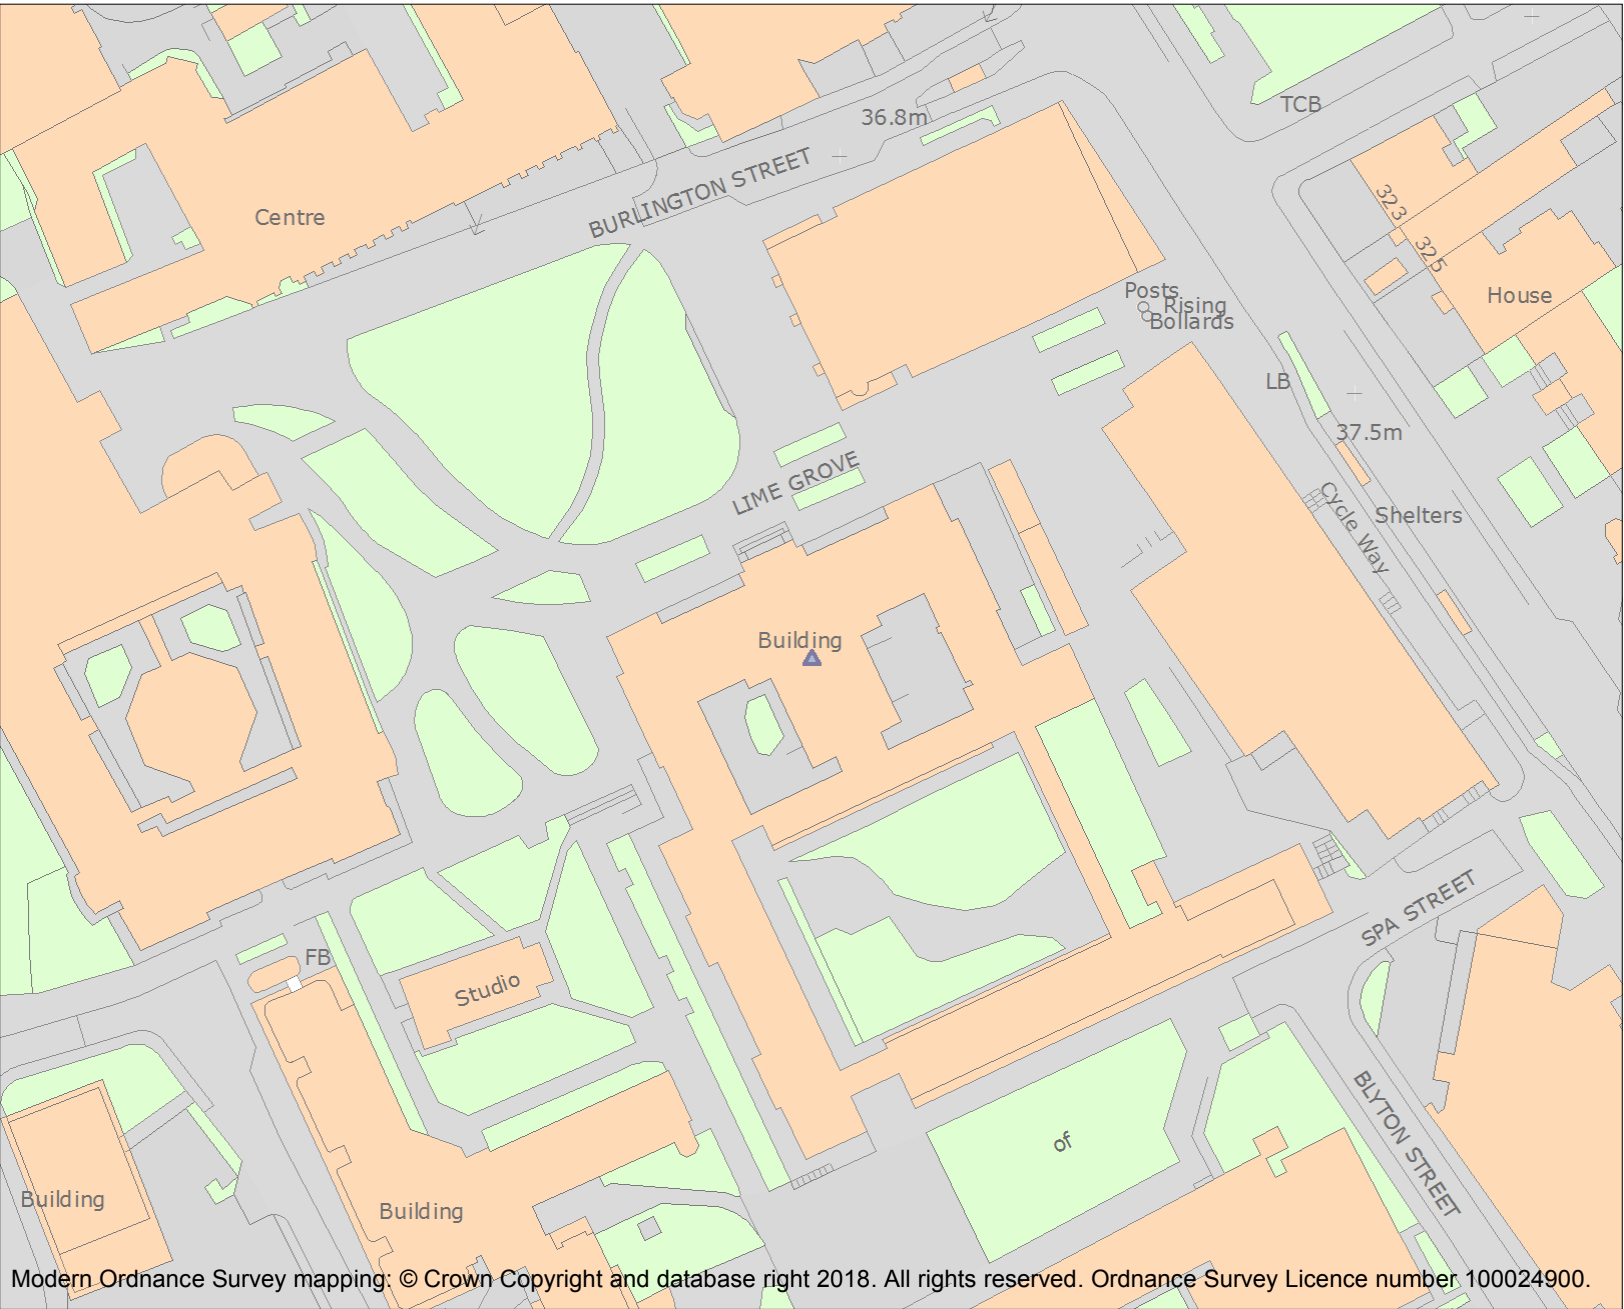 TCB
36.8m
BURLINGTON STREET
323
Centre
325
House
Posts
Rising
Bollards
LB
37.5m
LIME GROVE
Cycle Way
Shelters
Building
SPA STREET
FB
Studio
BLYTON STREET
of
Building
Building
Modern Ordnance Survey mapping: © Crown Copyright and database right 2018. All rights reserved. Ordnance Survey Licence number 100024900.